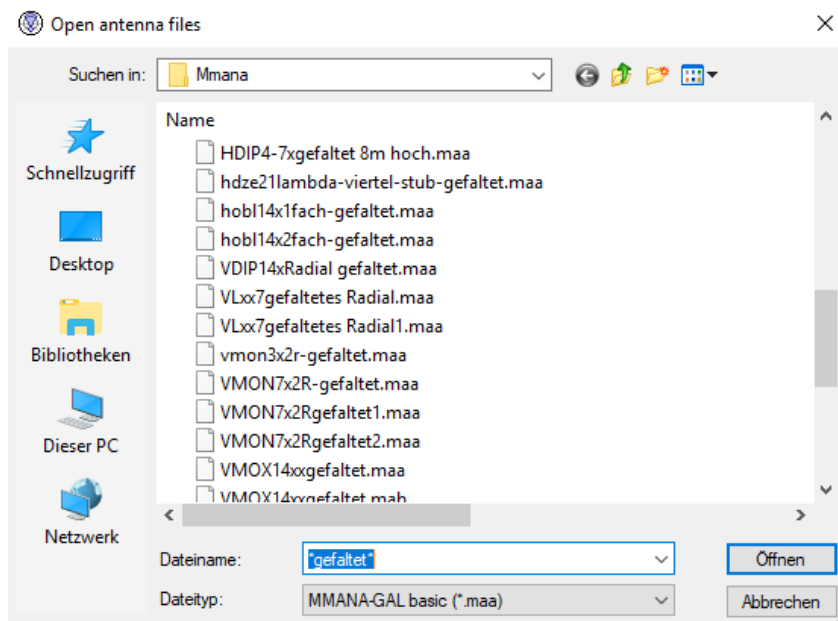 Open antenna files
Suchen in: Mmana
Name
HDIP4-7xgefaltet 8m hoch.maa
hdze21lambda-viertel-stub-gefaltet.maa
hobl14x1fach-gefaltet.maa
hobl14x2fach-gefaltet.maa
VDIP14xRadial gefaltet.maa
VLxx7gefaltetes Radial.maa
VLxx7gefaltetes Radial1.maa
vmon3x2r-gefaltet.maa
VMON7x2R-gefaltet.maa
VMON7x2Rgefaltet1.maa
VMON7x2Rgefaltet2.maa
VMOX14xxgefaltet.maa
VMOX14xxgefaltet.mab
Schnellzugriff
Desktop
Bibliotheken
Dieser PC
Netzwerk
Dateiname: *gefaltet* Öffnen
Dateityp: MMANA-GAL basic (*.maa) Abbrechen